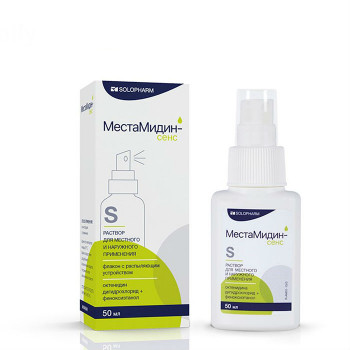 SOLOPHARM
МестаМидин-
сенс
S
РАСТВОР
ДЛЯ МЕСТНОГО
И НАРУЖНОГО
ПРИМЕНЕНИЯ
флакон с распыляющим
устройством
октенидин
дигидрохлорид +
феноксиэтанол
50 мл
SOLOPHARM
МестаМидин-
сенс
S
РАСТВОР
ДЛЯ МЕСТНОГО
И НАРУЖНОГО
ПРИМЕНЕНИЯ
октенидина
дигидрохлорид +
феноксиэтанол
50 мл